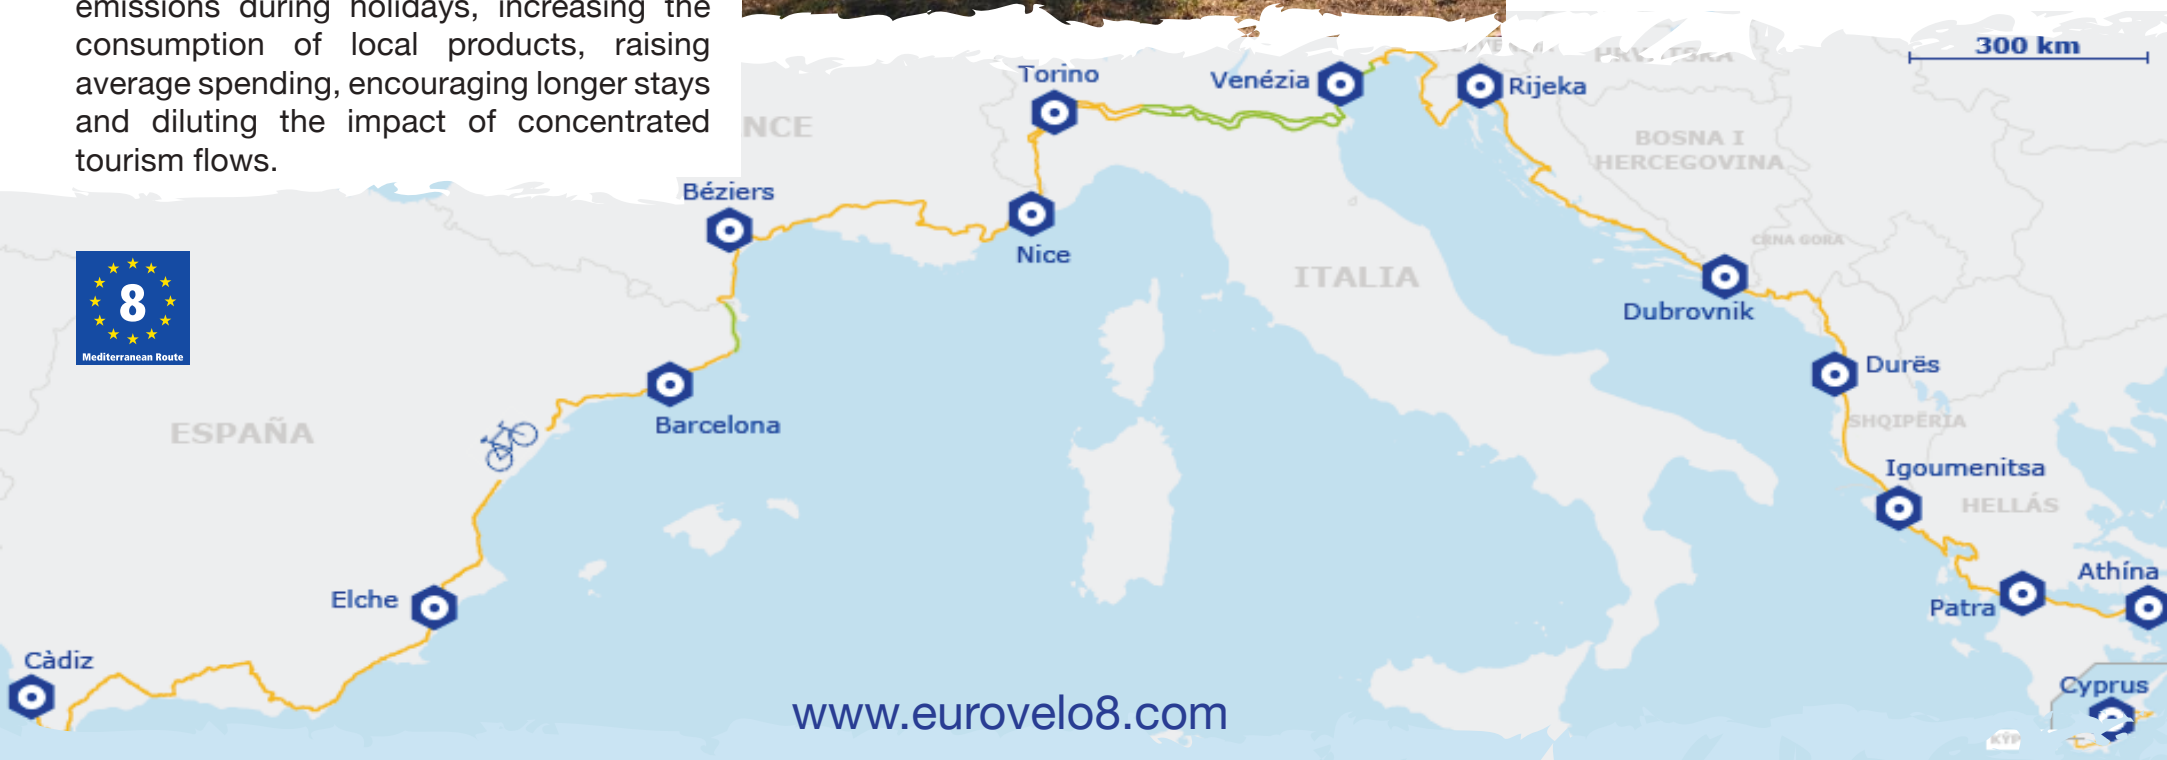 emissions during holidays, increasing the
consumption of local products, raising
average spending, encouraging longer stays
and diluting the impact of concentrated
tourism flows.
300 km
HRVATSKA
Torino
Venézia
Rijeka
NCE
BOSNA I
HERCEGOVINA
Béziers
Nice
ITALIA
CRNA GORA
Dubrovnik
8
Mediterranean Route
Durës
Barcelona
ESPAÑA
SHQIPËRIA
Igoumenitsa
HELLÁS
Elche
Athína
Patra
Càdiz
Cyprus
www.eurovelo8.com